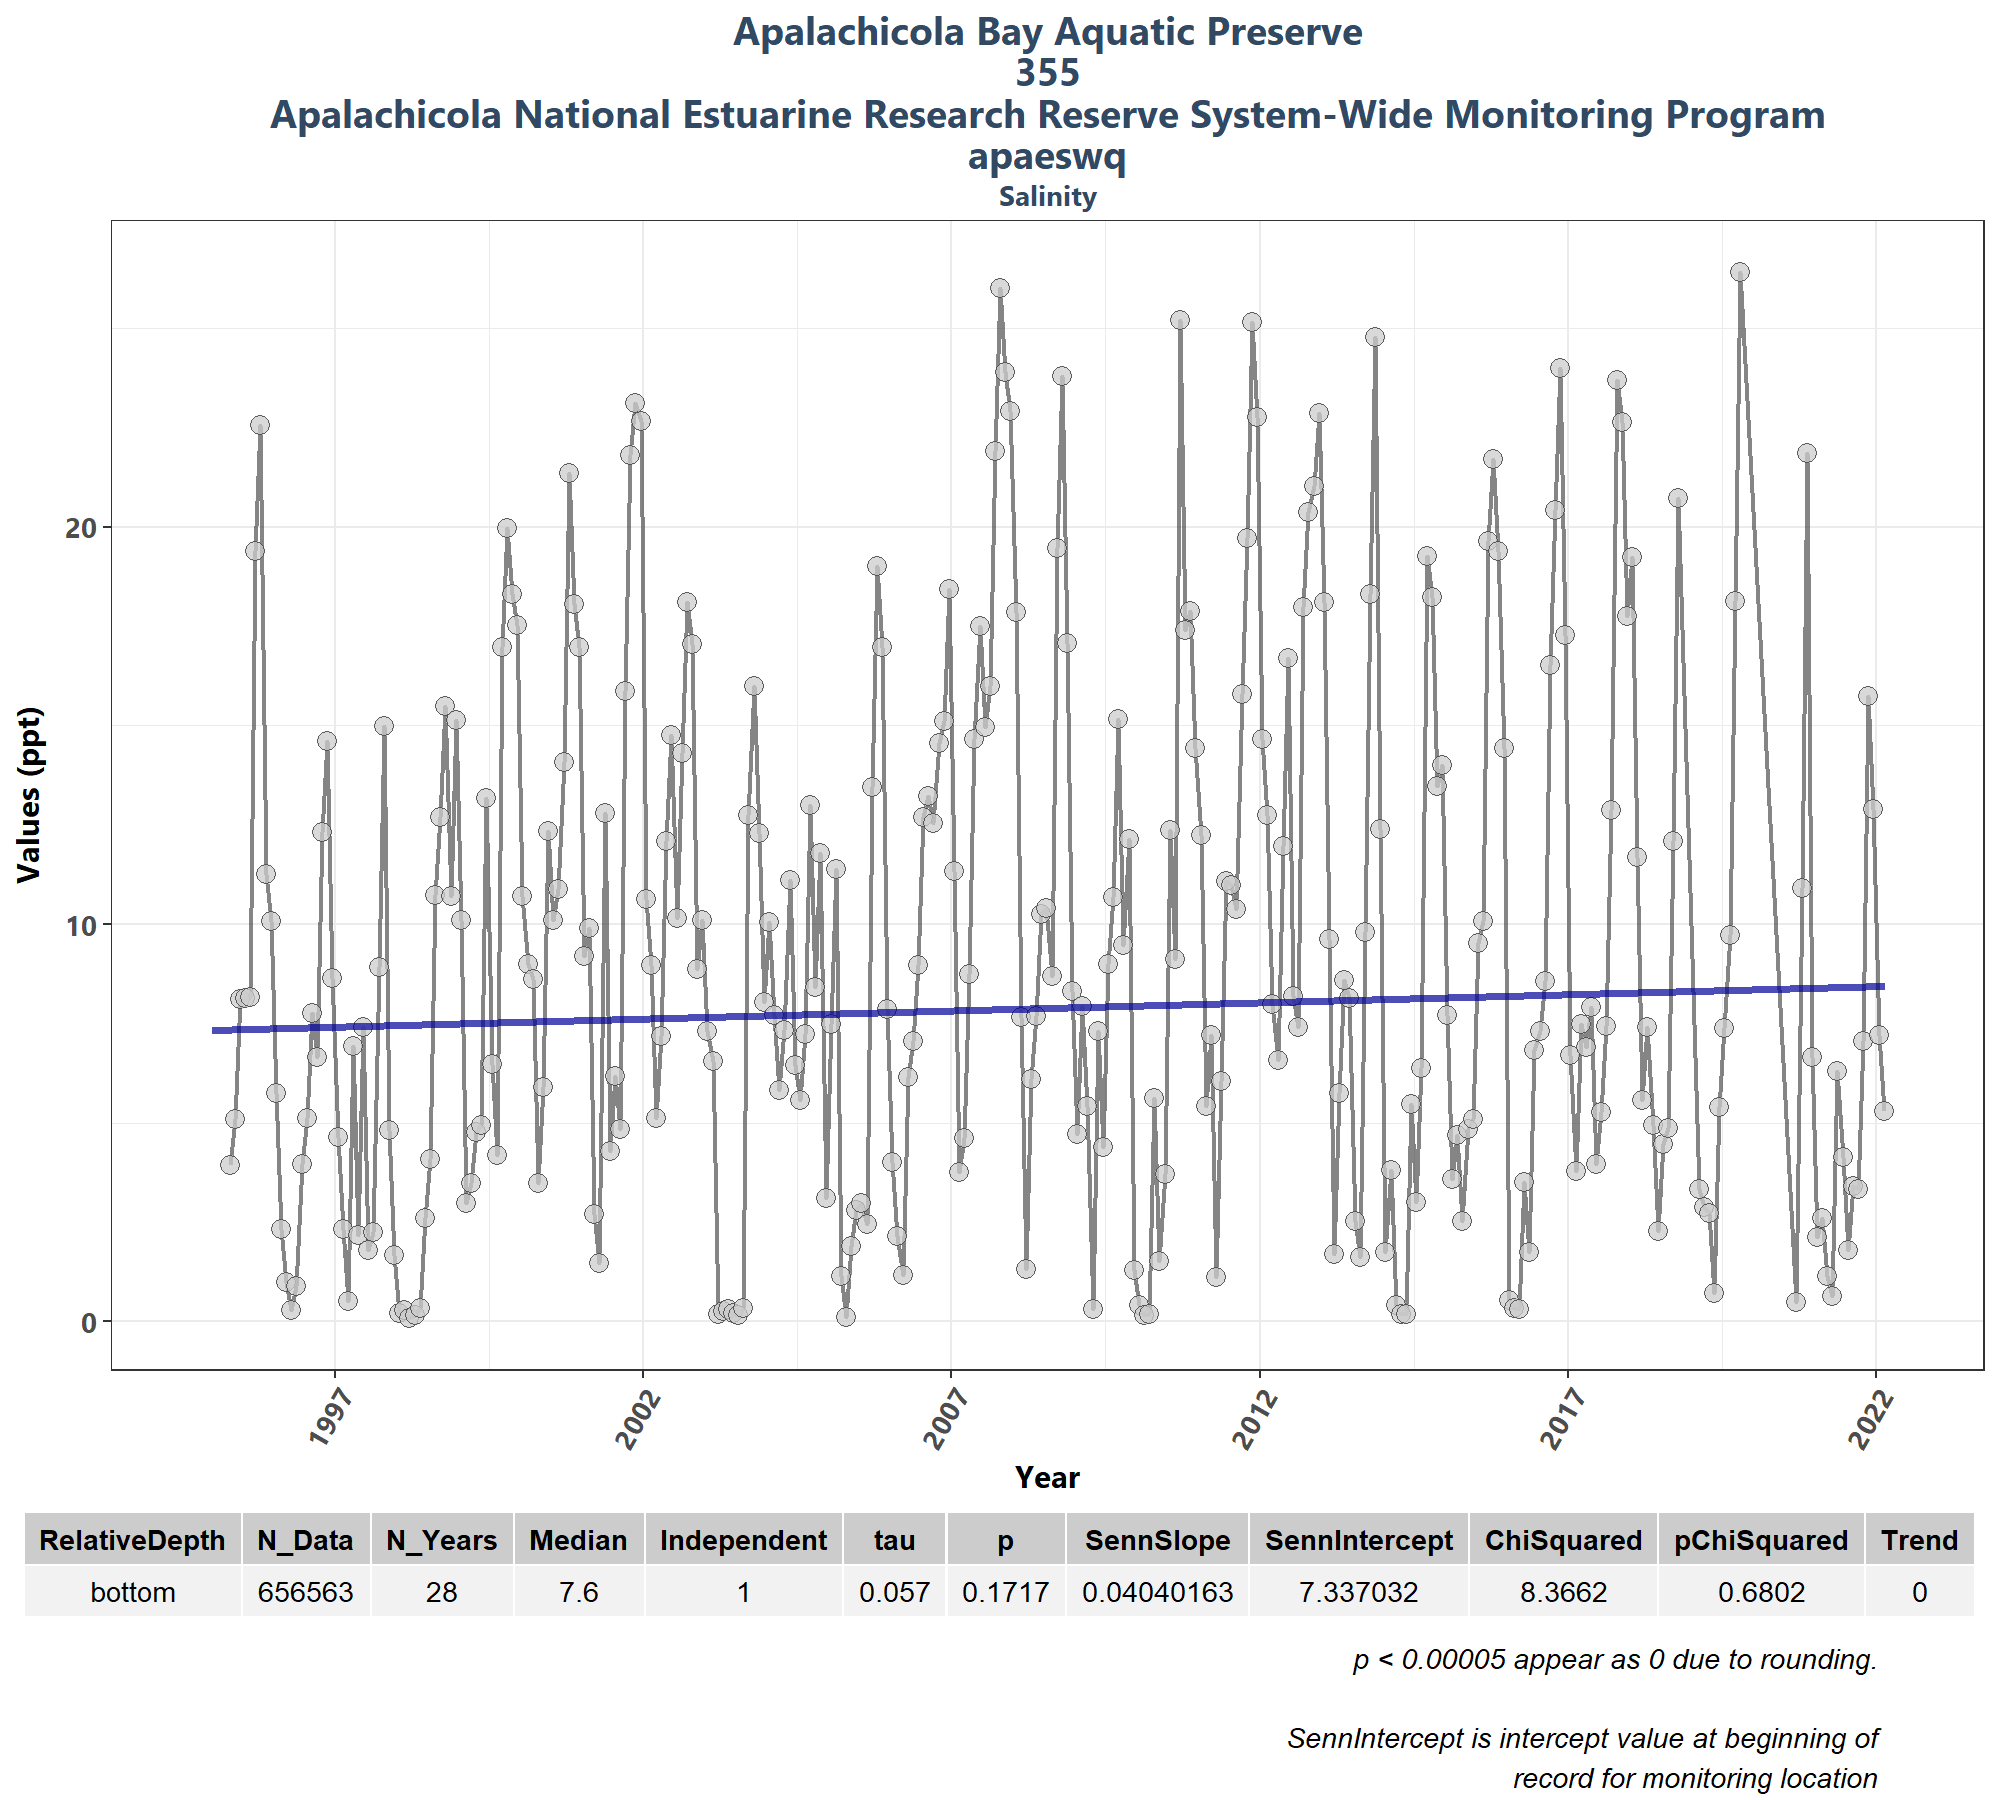 Apalachicola Bay Aquatic Preserve
355
Apalachicola National Estuarine Research Reserve System-Wide Monitoring Program
apaeswq
Salinity
Values (ppt)
20
10
0
1997 2002 2007 2012 2017 2022
Year
RelativeDepth N_Data N_Years Median Independent tau p SennSlope SennIntercept ChiSquared pChiSquared Trend
bottom 656563 28 7.6 1 0.057 0.1717 0.04040163 7.337032 8.3662 0.6802 0
p < 0.00005 appear as 0 due to rounding.
SennIntercept is intercept value at beginning of
record for monitoring location